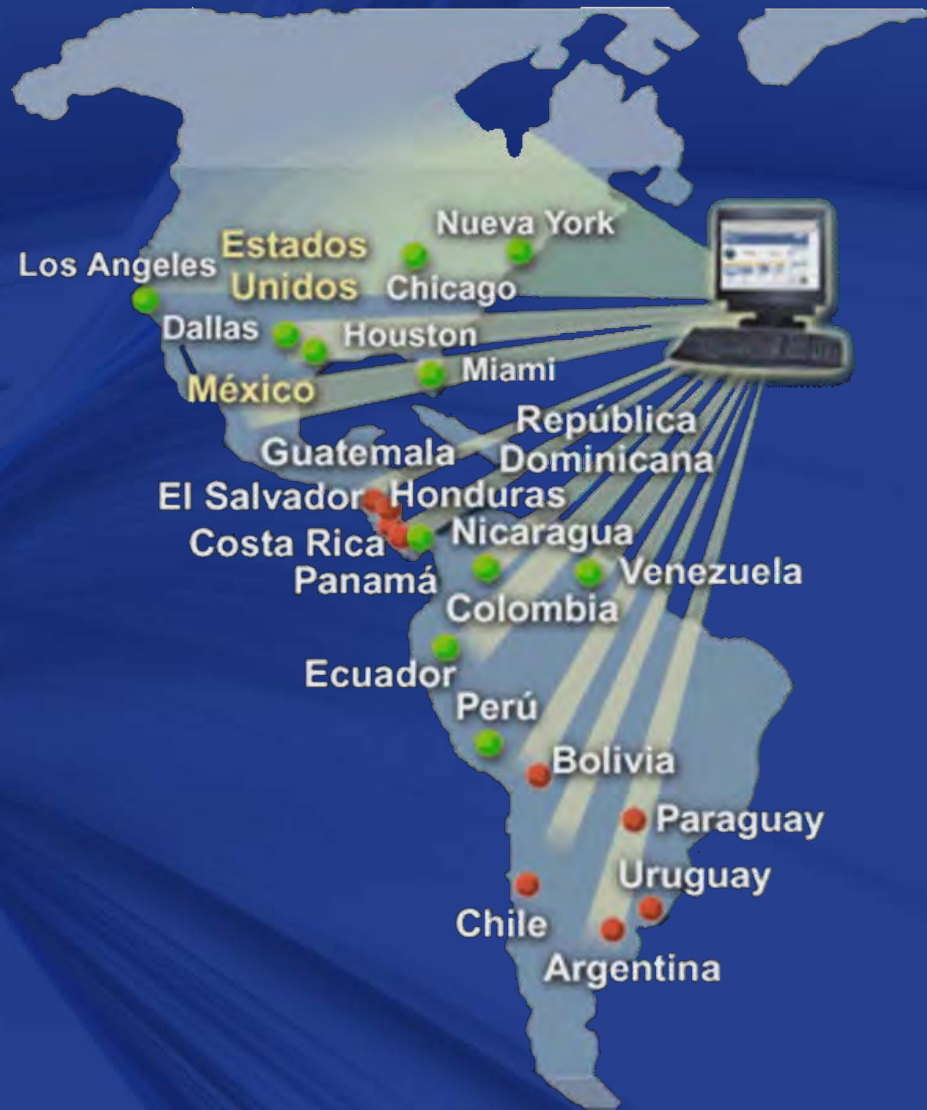 Nueva York
Estados
Unidos
Los Angeles
Chicago
Dallas
Houston
Miami
México
República
Dominicana
Guatemala
El Salvador
Honduras
Costa Rica
Nicaragua
Panamá
Venezuela
Colombia
Ecuador
Perú
Bolivia
Paraguay
Uruguay
Chile
Argentina